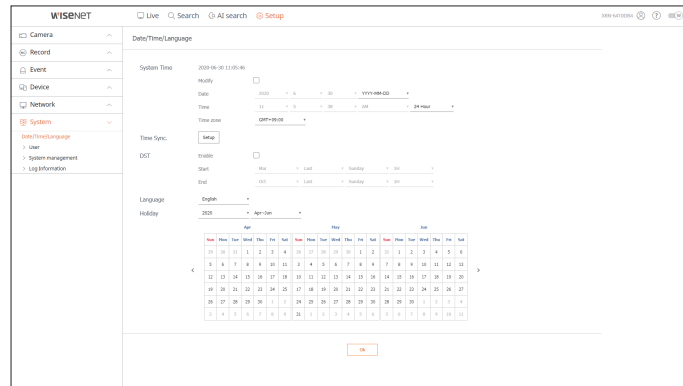 WISENET Live Search AI search Setup
Camera
Record
Event
Device
Network
System
Date/Time/Language
> User
> System management
> Log Information
Date/Time/Language
System Time 2020-06-30 11:05:46
Modify
Date 2020 6 30 YYYY-MM-DD
Time 11 5 AM 24 Hour
Time zone GMT+09:00
Time Sync. Setup
DST Enable
Start Mar Last Sunday
End Oct Last Sunday
Language English
Holiday 2020 Apr~Jun
Apr May Jun
Sun Mon Tue Wed Thu Fri Sat Sun Mon Tue Wed Thu Fri Sat Sun Mon Tue Wed Thu Fri Sat
29 30 31 1 2 3 4 26 27 28 29 30 1 2 31 1 2 3 4 5 6
5 6 7 8 9 10 11 3 4 5 6 7 8 9 7 8 9 10 11 12 13
< 12 13 14 15 16 17 18 10 11 12 13 14 15 16 14 15 16 17 18 19 20 >
19 20 21 22 23 24 25 17 18 19 20 21 22 23 21 22 23 24 25 26 27
26 27 28 29 30 1 2 24 25 26 27 28 29 30 28 29 30 1 2 3 4
3 4 5 6 7 8 9 31 1 2 3 4 5 6 5 6 7 8 9 10 11
Ok